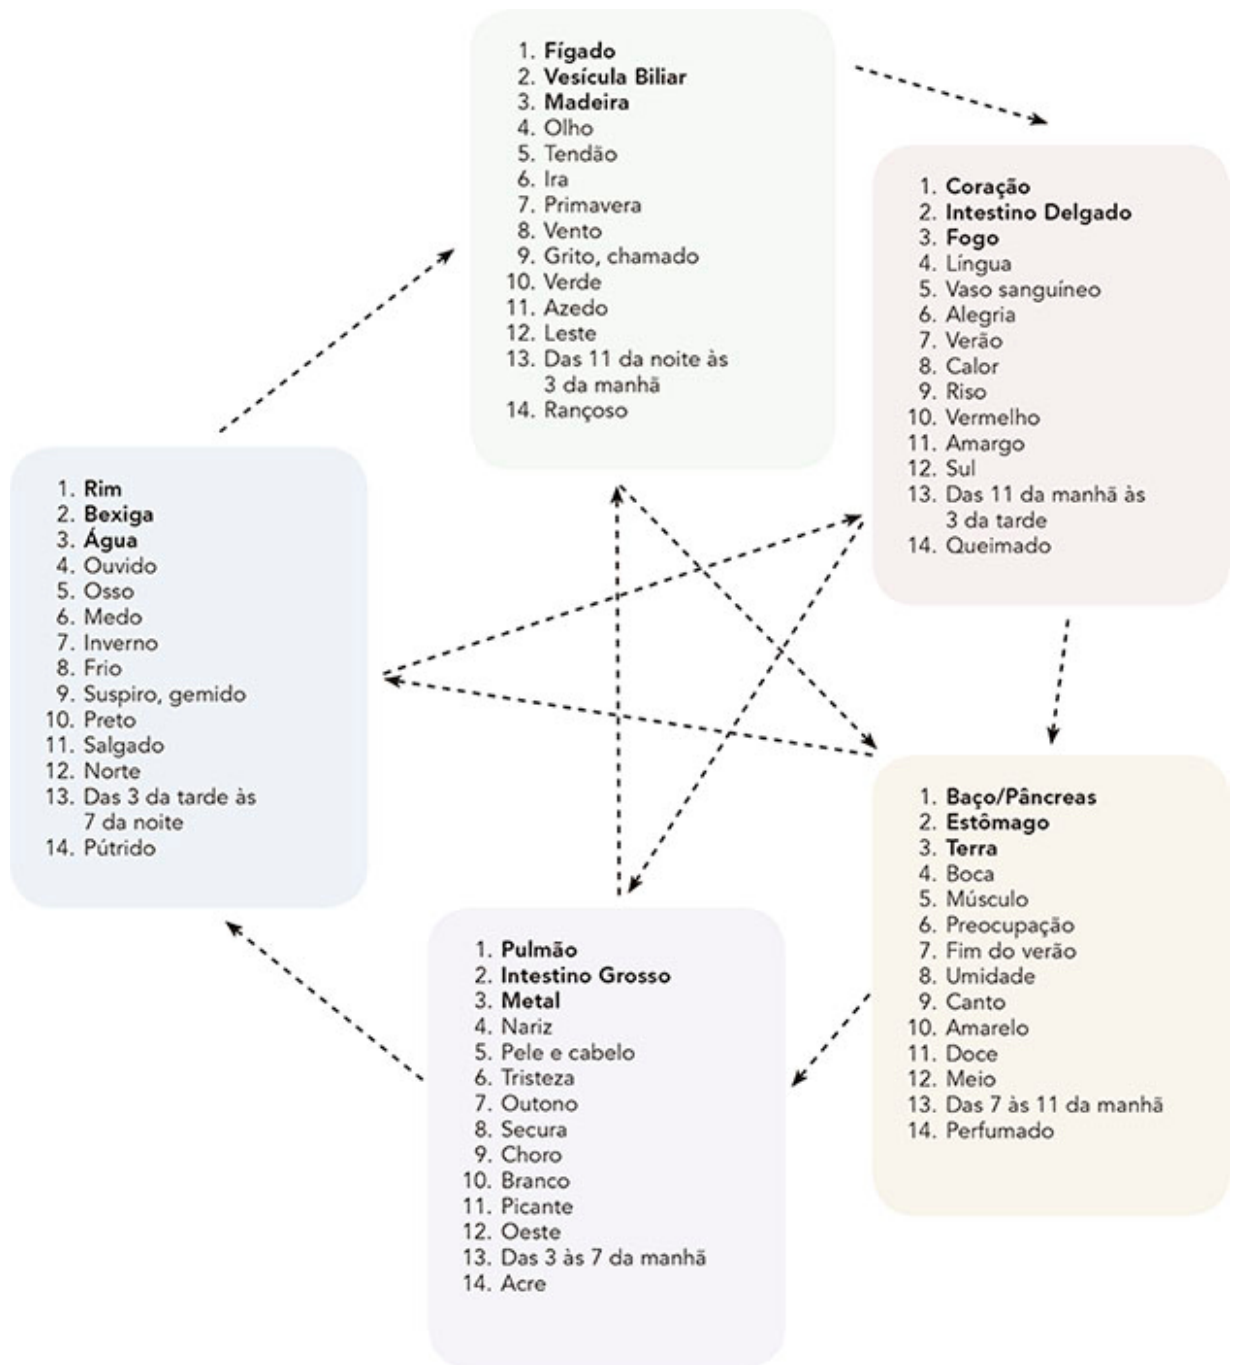 1. Fígado
2. Vesícula Biliar
3. Madeira
4. Olho
5. Tendão
6. Ira
7. Primavera
8. Vento
9. Grito, chamado
10. Verde
11. Azedo
12. Leste
13. Das 11 da noite às
3 da manhã
14. Rançoso
1. Coração
2. Intestino Delgado
3. Fogo
4. Língua
5. Vaso sanguíneo
6. Alegria
7. Verão
8. Calor
9. Riso
10. Vermelho
11. Amargo
12. Sul
13. Das 11 da manhã às
3 da tarde
14. Queimado
1. Rim
2. Bexiga
3. Água
4. Ouvido
5. Osso
6. Medo
7. Inverno
8. Frio
9. Suspiro, gemido
10. Preto
11. Salgado
12. Norte
13. Das 3 da tarde às
7 da noite
14. Pútrido
1. Baço/Pâncreas
2. Estômago
3. Terra
4. Boca
5. Músculo
6. Preocupação
7. Fim do verão
8. Umidade
9. Canto
10. Amarelo
11. Doce
12. Meio
13. Das 7 às 11 da manhã
14. Perfumado
1. Pulmão
2. Intestino Grosso
3. Metal
4. Nariz
5. Pele e cabelo
6. Tristeza
7. Outono
8. Secura
9. Choro
10. Branco
11. Picante
12. Oeste
13. Das 3 às 7 da manhã
14. Acre